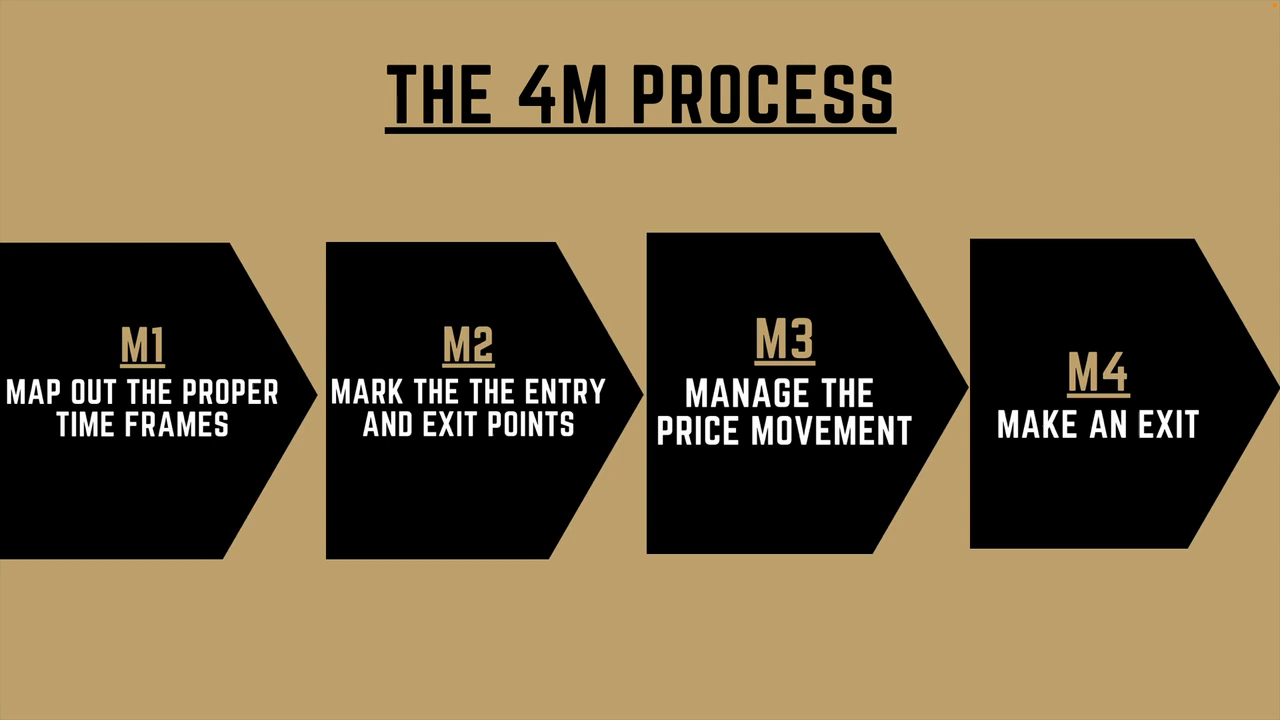 THE 4M PROCESS
M1
MAP OUT THE PROPER
TIME FRAMES
M2
MARK THE THE ENTRY
AND EXIT POINTS
M3
MANAGE THE
PRICE MOVEMENT
M4
MAKE AN EXIT